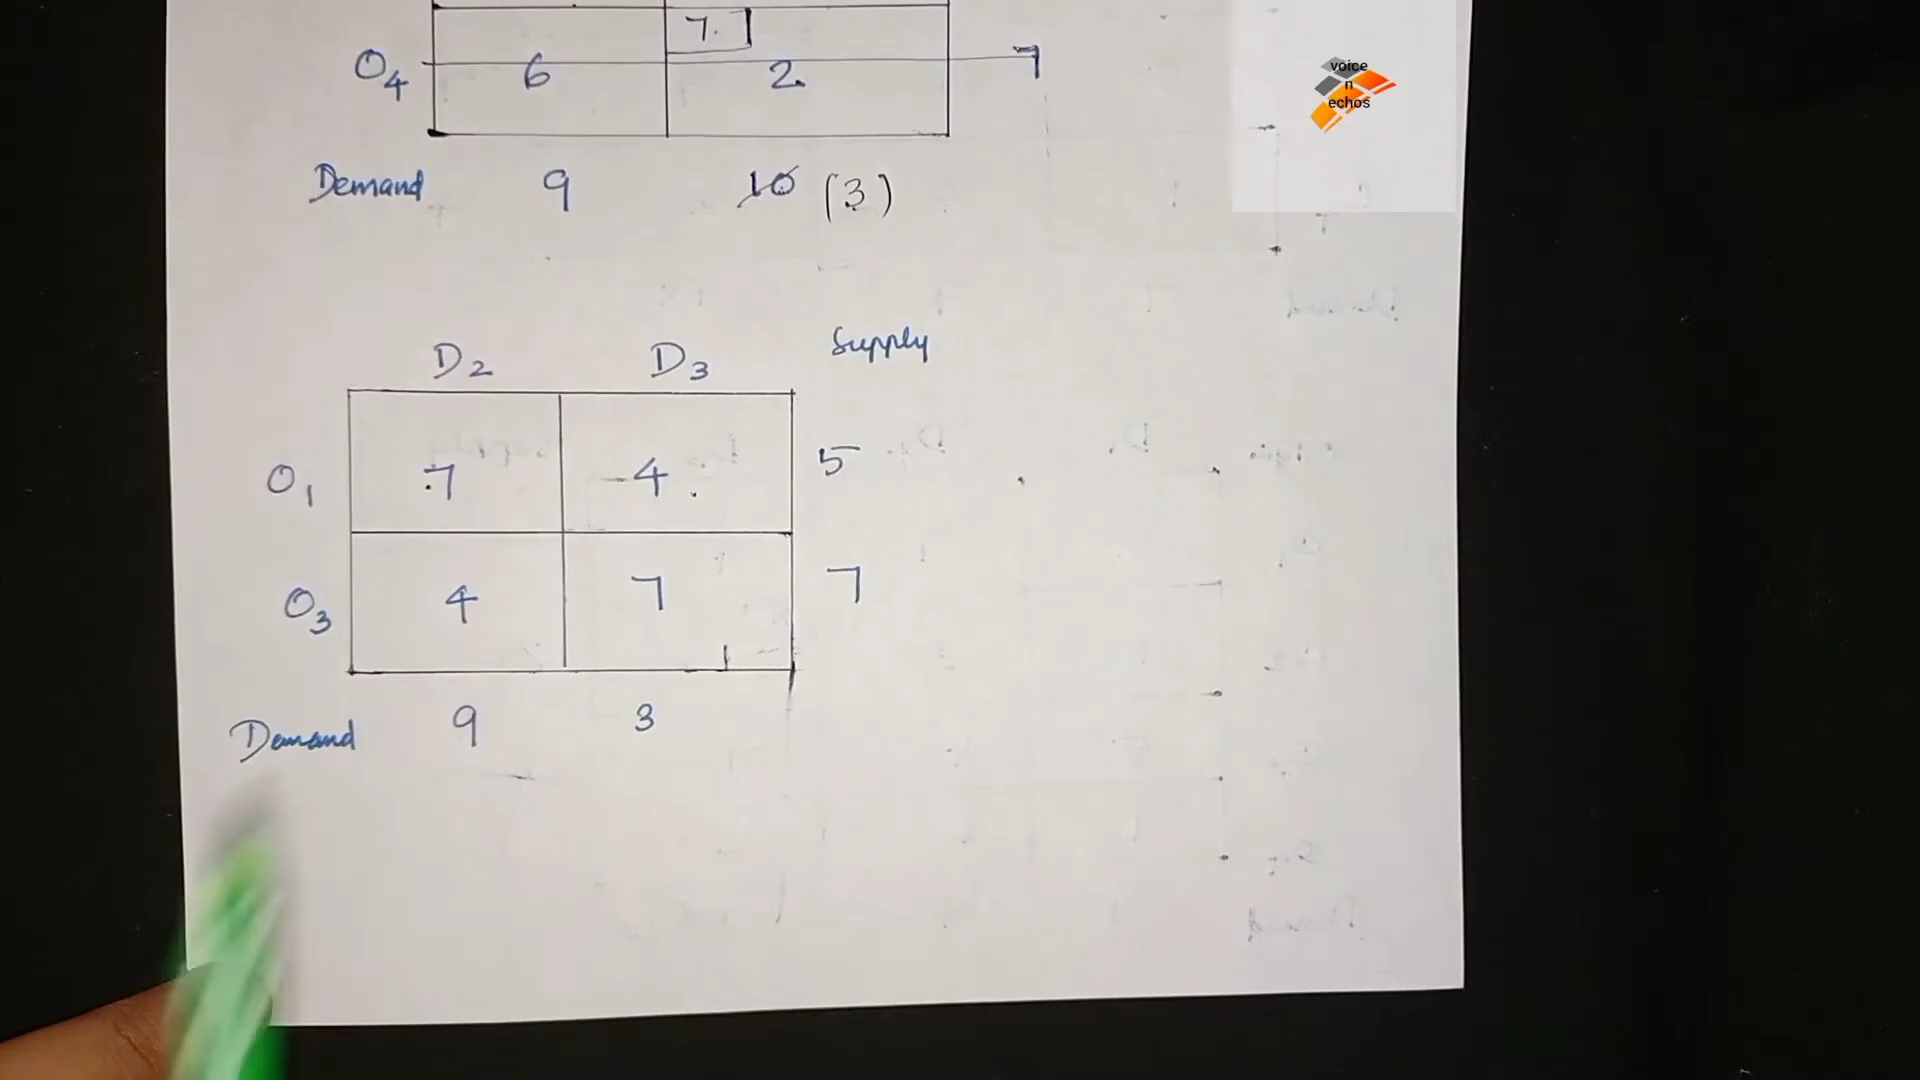 7.
O4 6 2 7
Demand 9 10 (3)
voice
n
echos
D2 D3 Supply
O1 7 4 5
O3 4 7 7
Demand 9 3